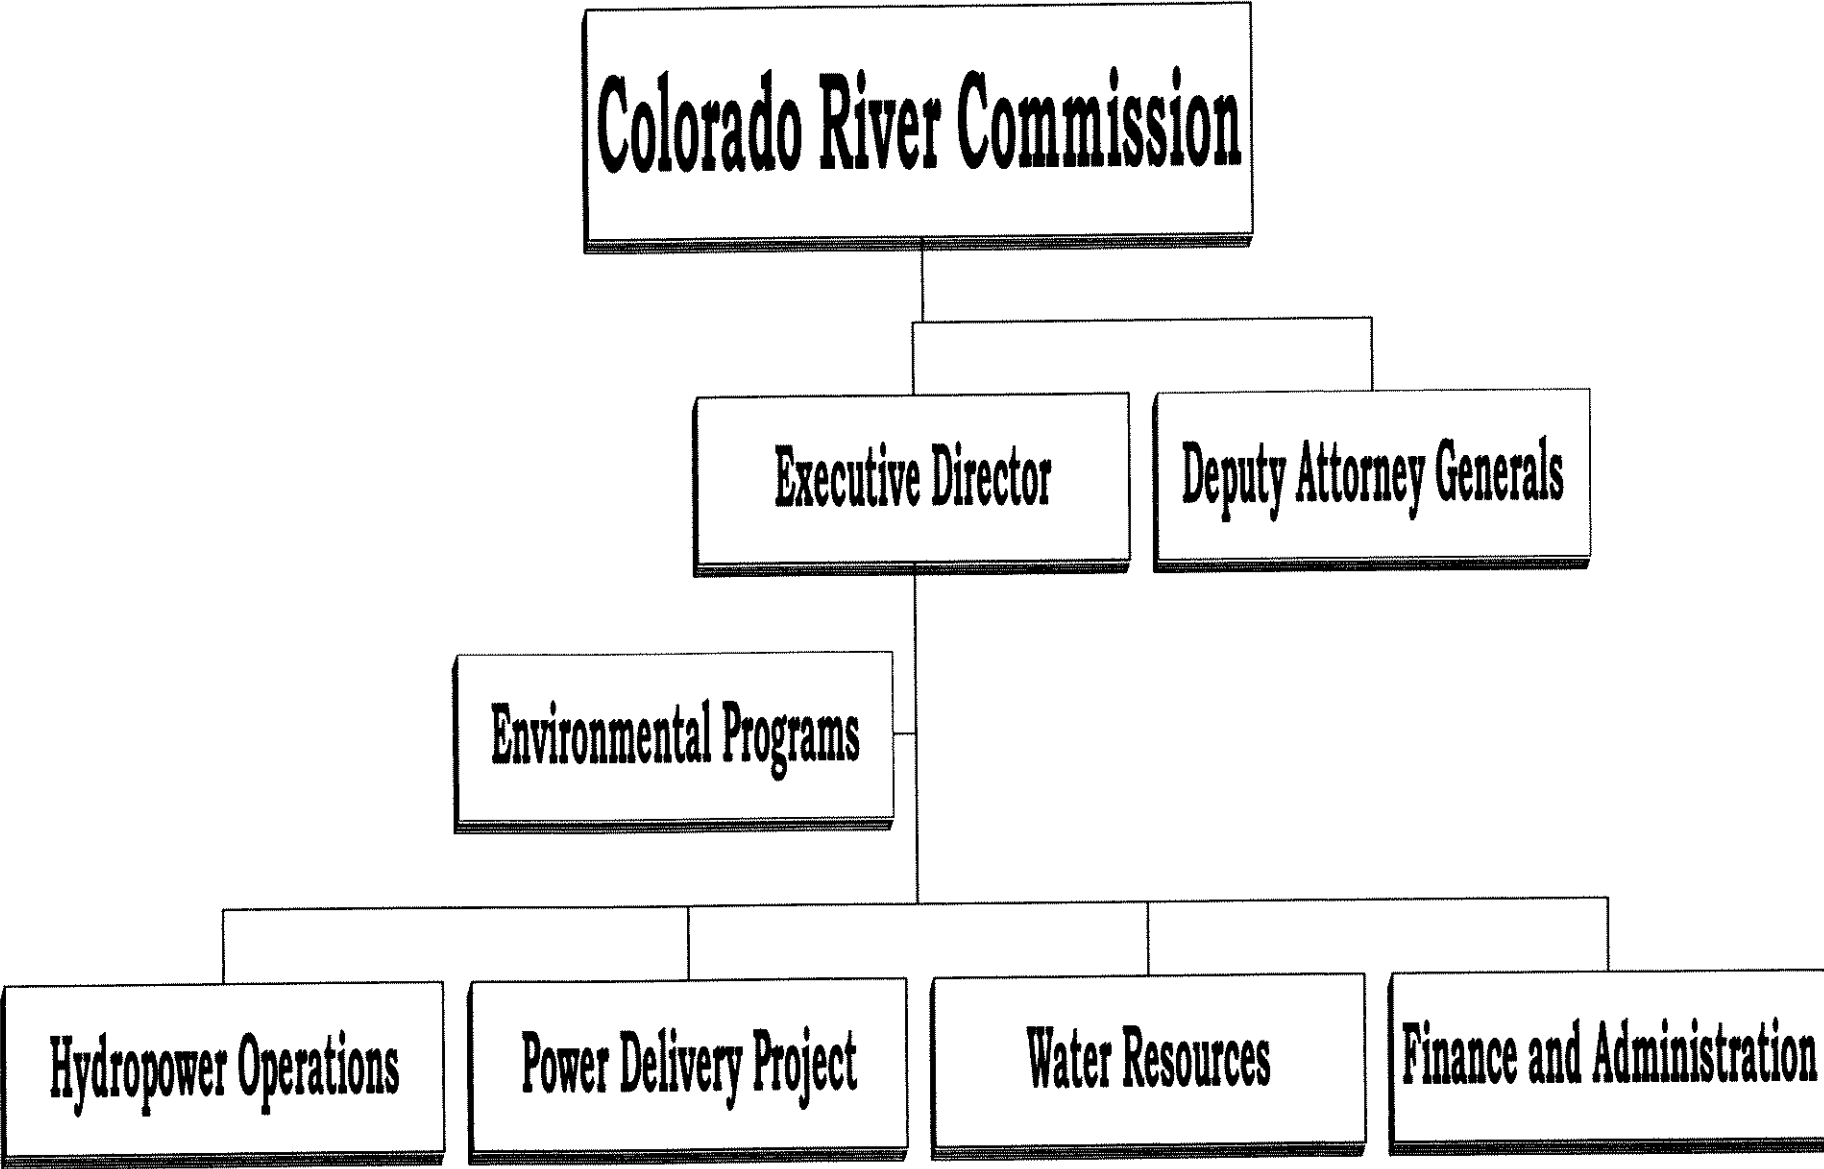 Colorado River Commission
Executive Director
Deputy Attorney Generals
Environmental Programs
Hydropower Operations
Power Delivery Project
Water Resources
Finance and Administration